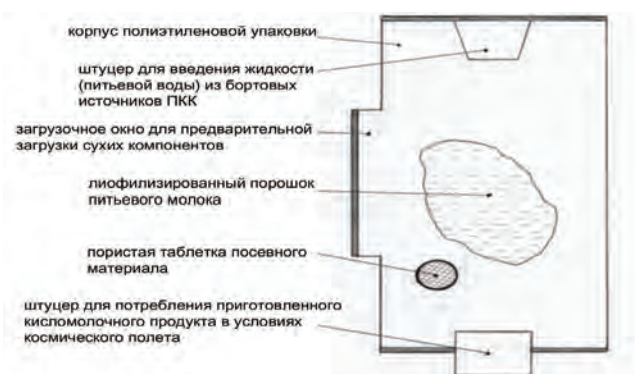 корпус полиэтиленовой упаковки
штуцер для введения жидкости
(питьевой воды) из бортовых
источников ПКК
загрузочное окно для предварительной
загрузки сухих компонентов
лиофилизированный порошок
питьевого молока
пористая таблетка посевного
материала
штуцер для потребления приготовленного
кисломолочного продукта в условиях
космического полета